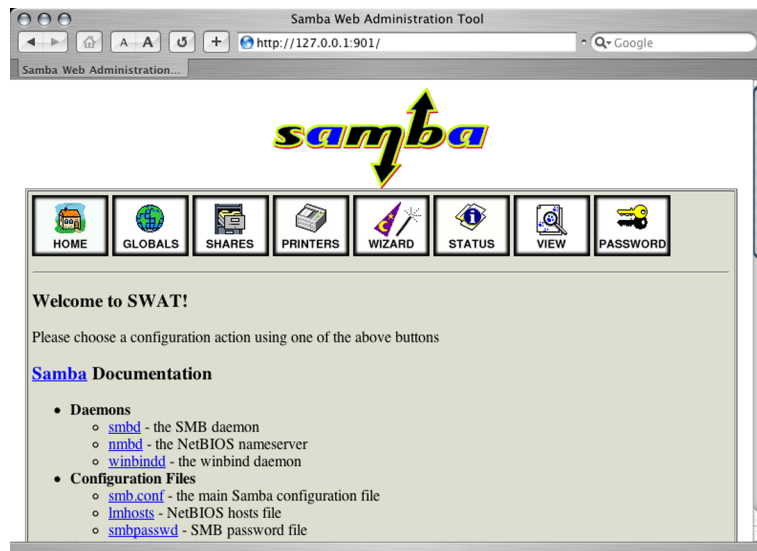 Samba Web Administration Tool
A A http://127.0.0.1:901/ Q Google
Samba Web Administration...
samba
HOME GLOBALS SHARES PRINTERS WIZARD STATUS VIEW PASSWORD
Welcome to SWAT!
Please choose a configuration action using one of the above buttons
Samba Documentation
• Daemons
◦ smbd - the SMB daemon
◦ nmbd - the NetBIOS nameserver
◦ winbindd - the winbind daemon
• Configuration Files
◦ smb.conf - the main Samba configuration file
◦ lmhosts - NetBIOS hosts file
◦ smbpasswd - SMB password file